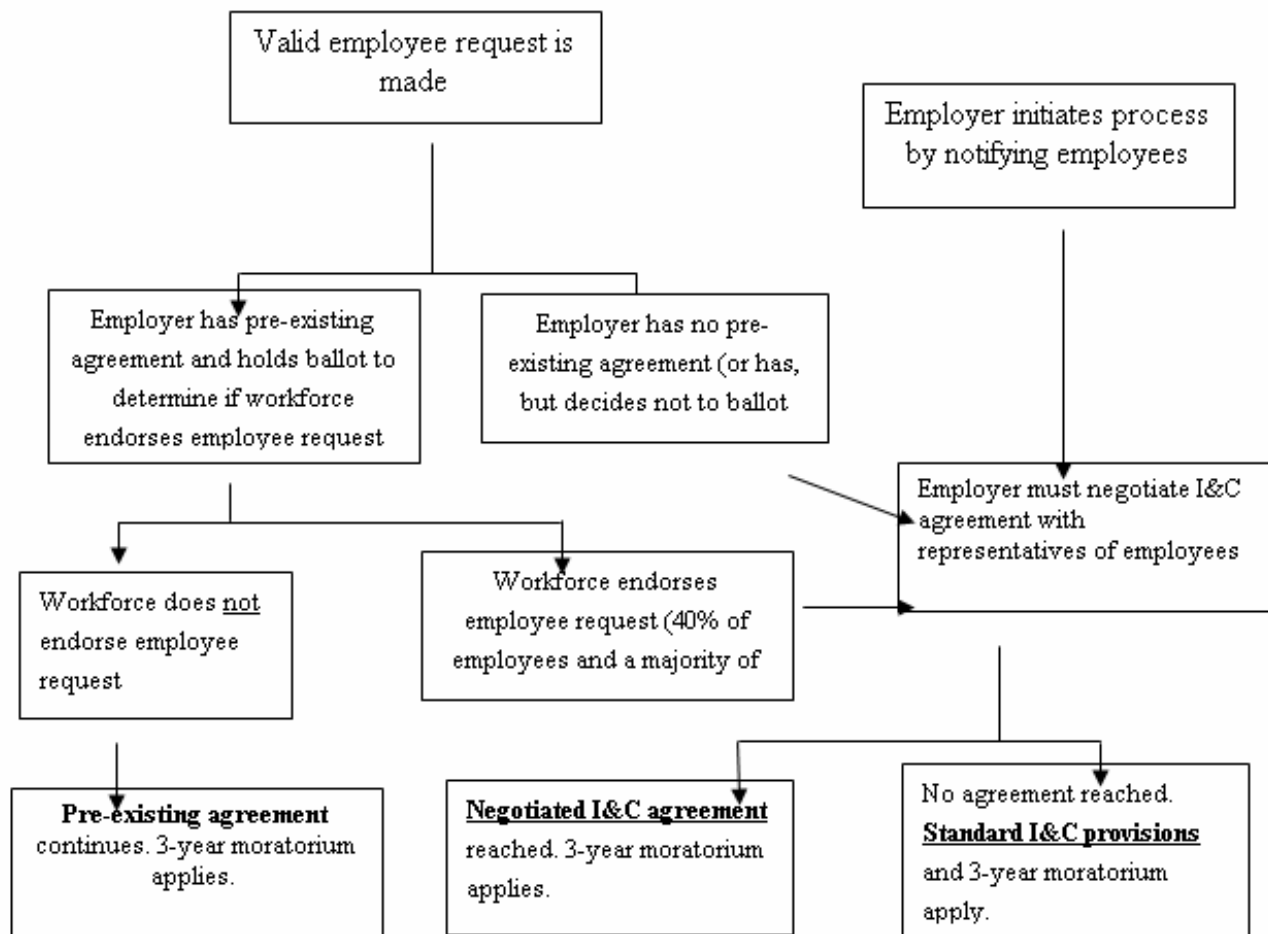 Valid employee request is
made
Employer initiates process
by notifying employees
Employer has pre-existing
agreement and holds ballot to
determine if workforce
endorses employee request
Employer has no pre-
existing agreement (or has,
but decides not to ballot
Employer must negotiate I&C
agreement with
representatives of employees
Workforce does not
endorse employee
request
Workforce endorses
employee request (40% of
employees and a majority of
Pre-existing agreement
continues. 3-year moratorium
applies.
Negotiated I&C agreement
reached. 3-year moratorium
applies.
No agreement reached.
Standard I&C provisions
and 3-year moratorium
apply.